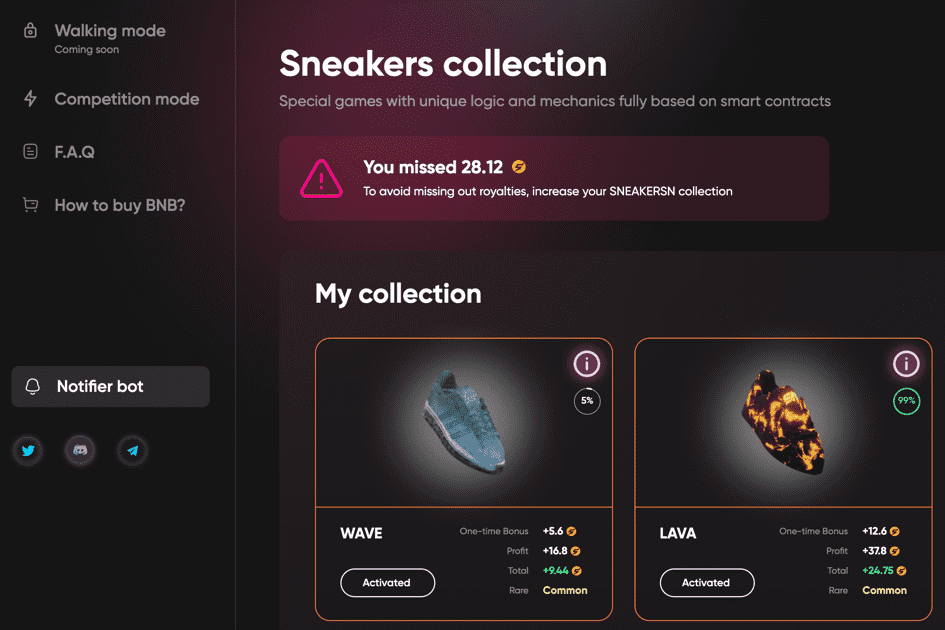 Walking mode
Coming soon
Competition mode
F.A.Q
How to buy BNB?
Notifier bot
Sneakers collection
Special games with unique logic and mechanics fully based on smart contracts
You missed 28.12
To avoid missing out royalties, increase your SNEAKERSN collection
My collection
5%
WAVE
One-time Bonus +5.6
Profit +16.8
Total +9.44
Rare Common
Activated
99%
LAVA
One-time Bonus +12.6
Profit +37.8
Total +24.75
Rare Common
Activated